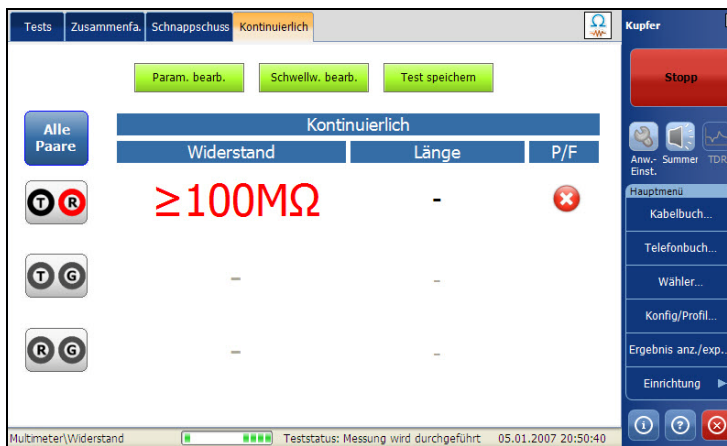 Tests Zusammenfa. Schnappschuss Kontinuierlich
Kupfer
Param. bearb. Schwellw. bearb. Test speichern
Stopp
Alle Paare
Kontinuierlich
Widerstand Länge P/F
Anw.-Einst. Summer TDR
T R ≥100MΩ -
Hauptmenü
Kabelbuch...
Telefonbuch...
T G - -
Wähler...
Konfig/Profil...
R G - -
Ergebnis anz./exp..
Einrichtung
Multimeter\Widerstand Teststatus: Messung wird durchgeführt 05.01.2007 20:50:40